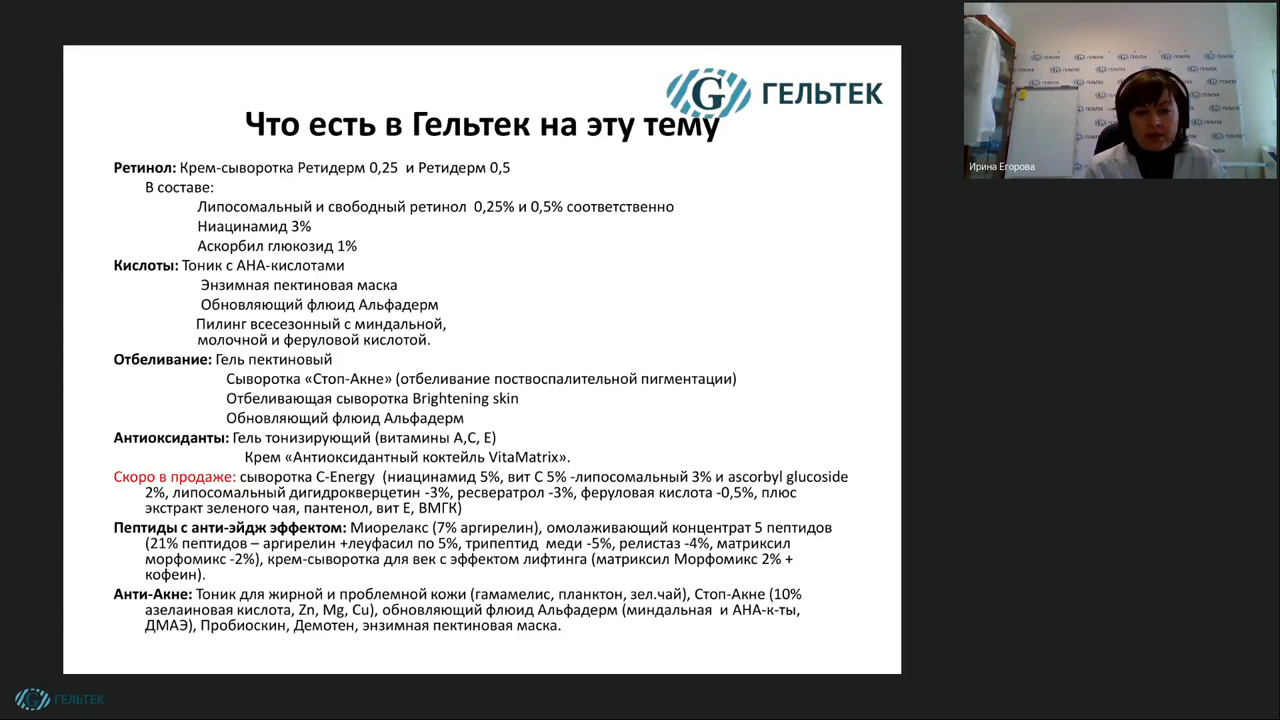 ГЕЛЬТЕК
Что есть в Гельтек на эту тему
Ретинол: Крем-сыворотка Ретидерм 0,25 и Ретидерм 0,5
В составе:
Липосомальный и свободный ретинол 0,25% и 0,5% соответственно
Ниацинамид 3%
Аскорбил глюкозид 1%
Кислоты: Тоник с АНА-кислотами
Энзимная пектиновая маска
Обновляющий флюид Альфадерм
Пилинг всесезонный с миндальной,
молочной и феруловой кислотой.
Отбеливание: Гель пектиновый
Сыворотка «Стоп-Акне» (отбеливание поствоспалительной пигментации)
Отбеливающая сыворотка Brightening skin
Обновляющий флюид Альфадерм
Антиоксиданты: Гель тонизирующий (витамины А,С, Е)
Крем «Антиоксидантный коктейль VitaMatrix».
Скоро в продаже: сыворотка C-Energy (ниацинамид 5%, вит С 5% -липосомальный 3% и ascorbyl glucoside
2%, липосомальный дигидрокверцетин -3%, ресвератрол -3%, феруловая кислота -0,5%, плюс
экстракт зеленого чая, пантенол, вит Е, ВМГК)
Пептиды с анти-эйдж эффектом: Миорелакс (7% аргирелин), омолаживающий концентрат 5 пептидов
(21% пептидов – аргирелин +леуфасил по 5%, трипептид меди -5%, релистаз -4%, матриксил
морфомикс -2%), крем-сыворотка для век с эффектом лифтинга (матриксил Морфомикс 2% +
кофеин).
Анти-Акне: Тоник для жирной и проблемной кожи (гамамелис, планктон, зел.чай), Стоп-Акне (10%
азелаиновая кислота, Zn, Mg, Cu), обновляющий флюид Альфадерм (миндальная и АНА-к-ты,
ДМАЭ), Пробиоскин, Демотен, энзимная пектиновая маска.
Ирина Егорова
ГЕЛЬТЕК